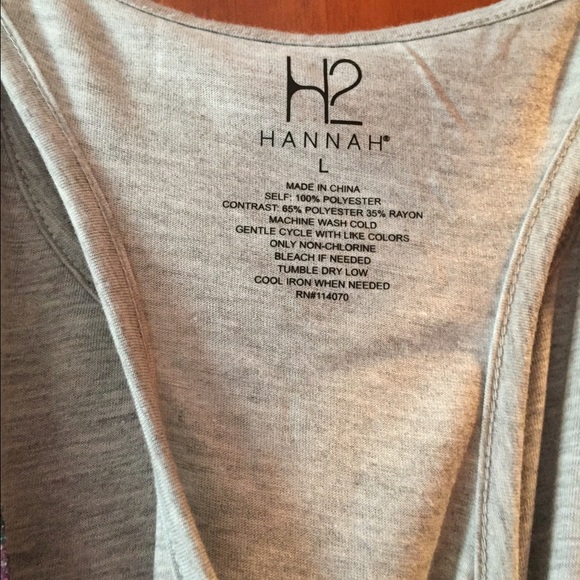 H2
HANNAH®
L
MADE IN CHINA
SELF: 100% POLYESTER
CONTRAST: 65% POLYESTER 35% RAYON
MACHINE WASH COLD
GENTLE CYCLE WITH LIKE COLORS
ONLY NON-CHLORINE
BLEACH IF NEEDED
TUMBLE DRY LOW
COOL IRON WHEN NEEDED
RN#114070